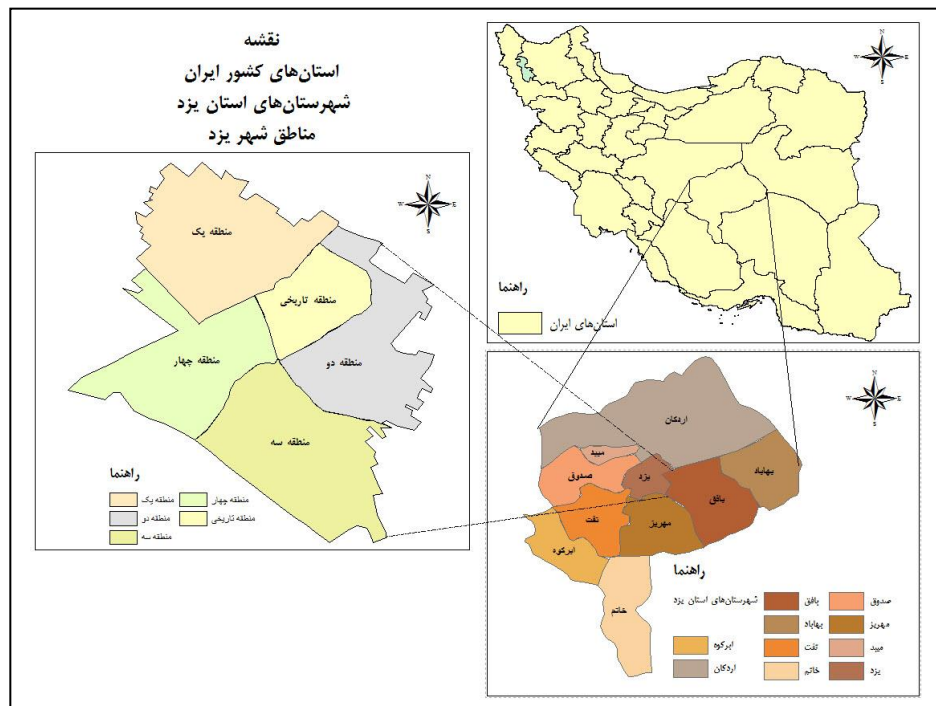 نقشه
استان‌های کشور ایران
شهرستان‌های استان یزد
مناطق شهر یزد
N
W E
S
منطقه یک
منطقه تاریخی
منطقه دو
منطقه چهار
منطقه سه
راهنما
منطقه چهار
منطقه یک
منطقه تاریخی
منطقه دو
منطقه سه
N
W E
S
راهنما
استان‌های ایران
N
W E
S
اردکان
میبد
صدوق
یزد
بهاباد
بافق
تفت
مهریز
ابرکوه
خاتم
راهنما
شهرستان‌های استان یزد
ابرکوه
اردکان
بافق
بهاباد
تفت
خاتم
صدوق
مهریز
میبد
یزد